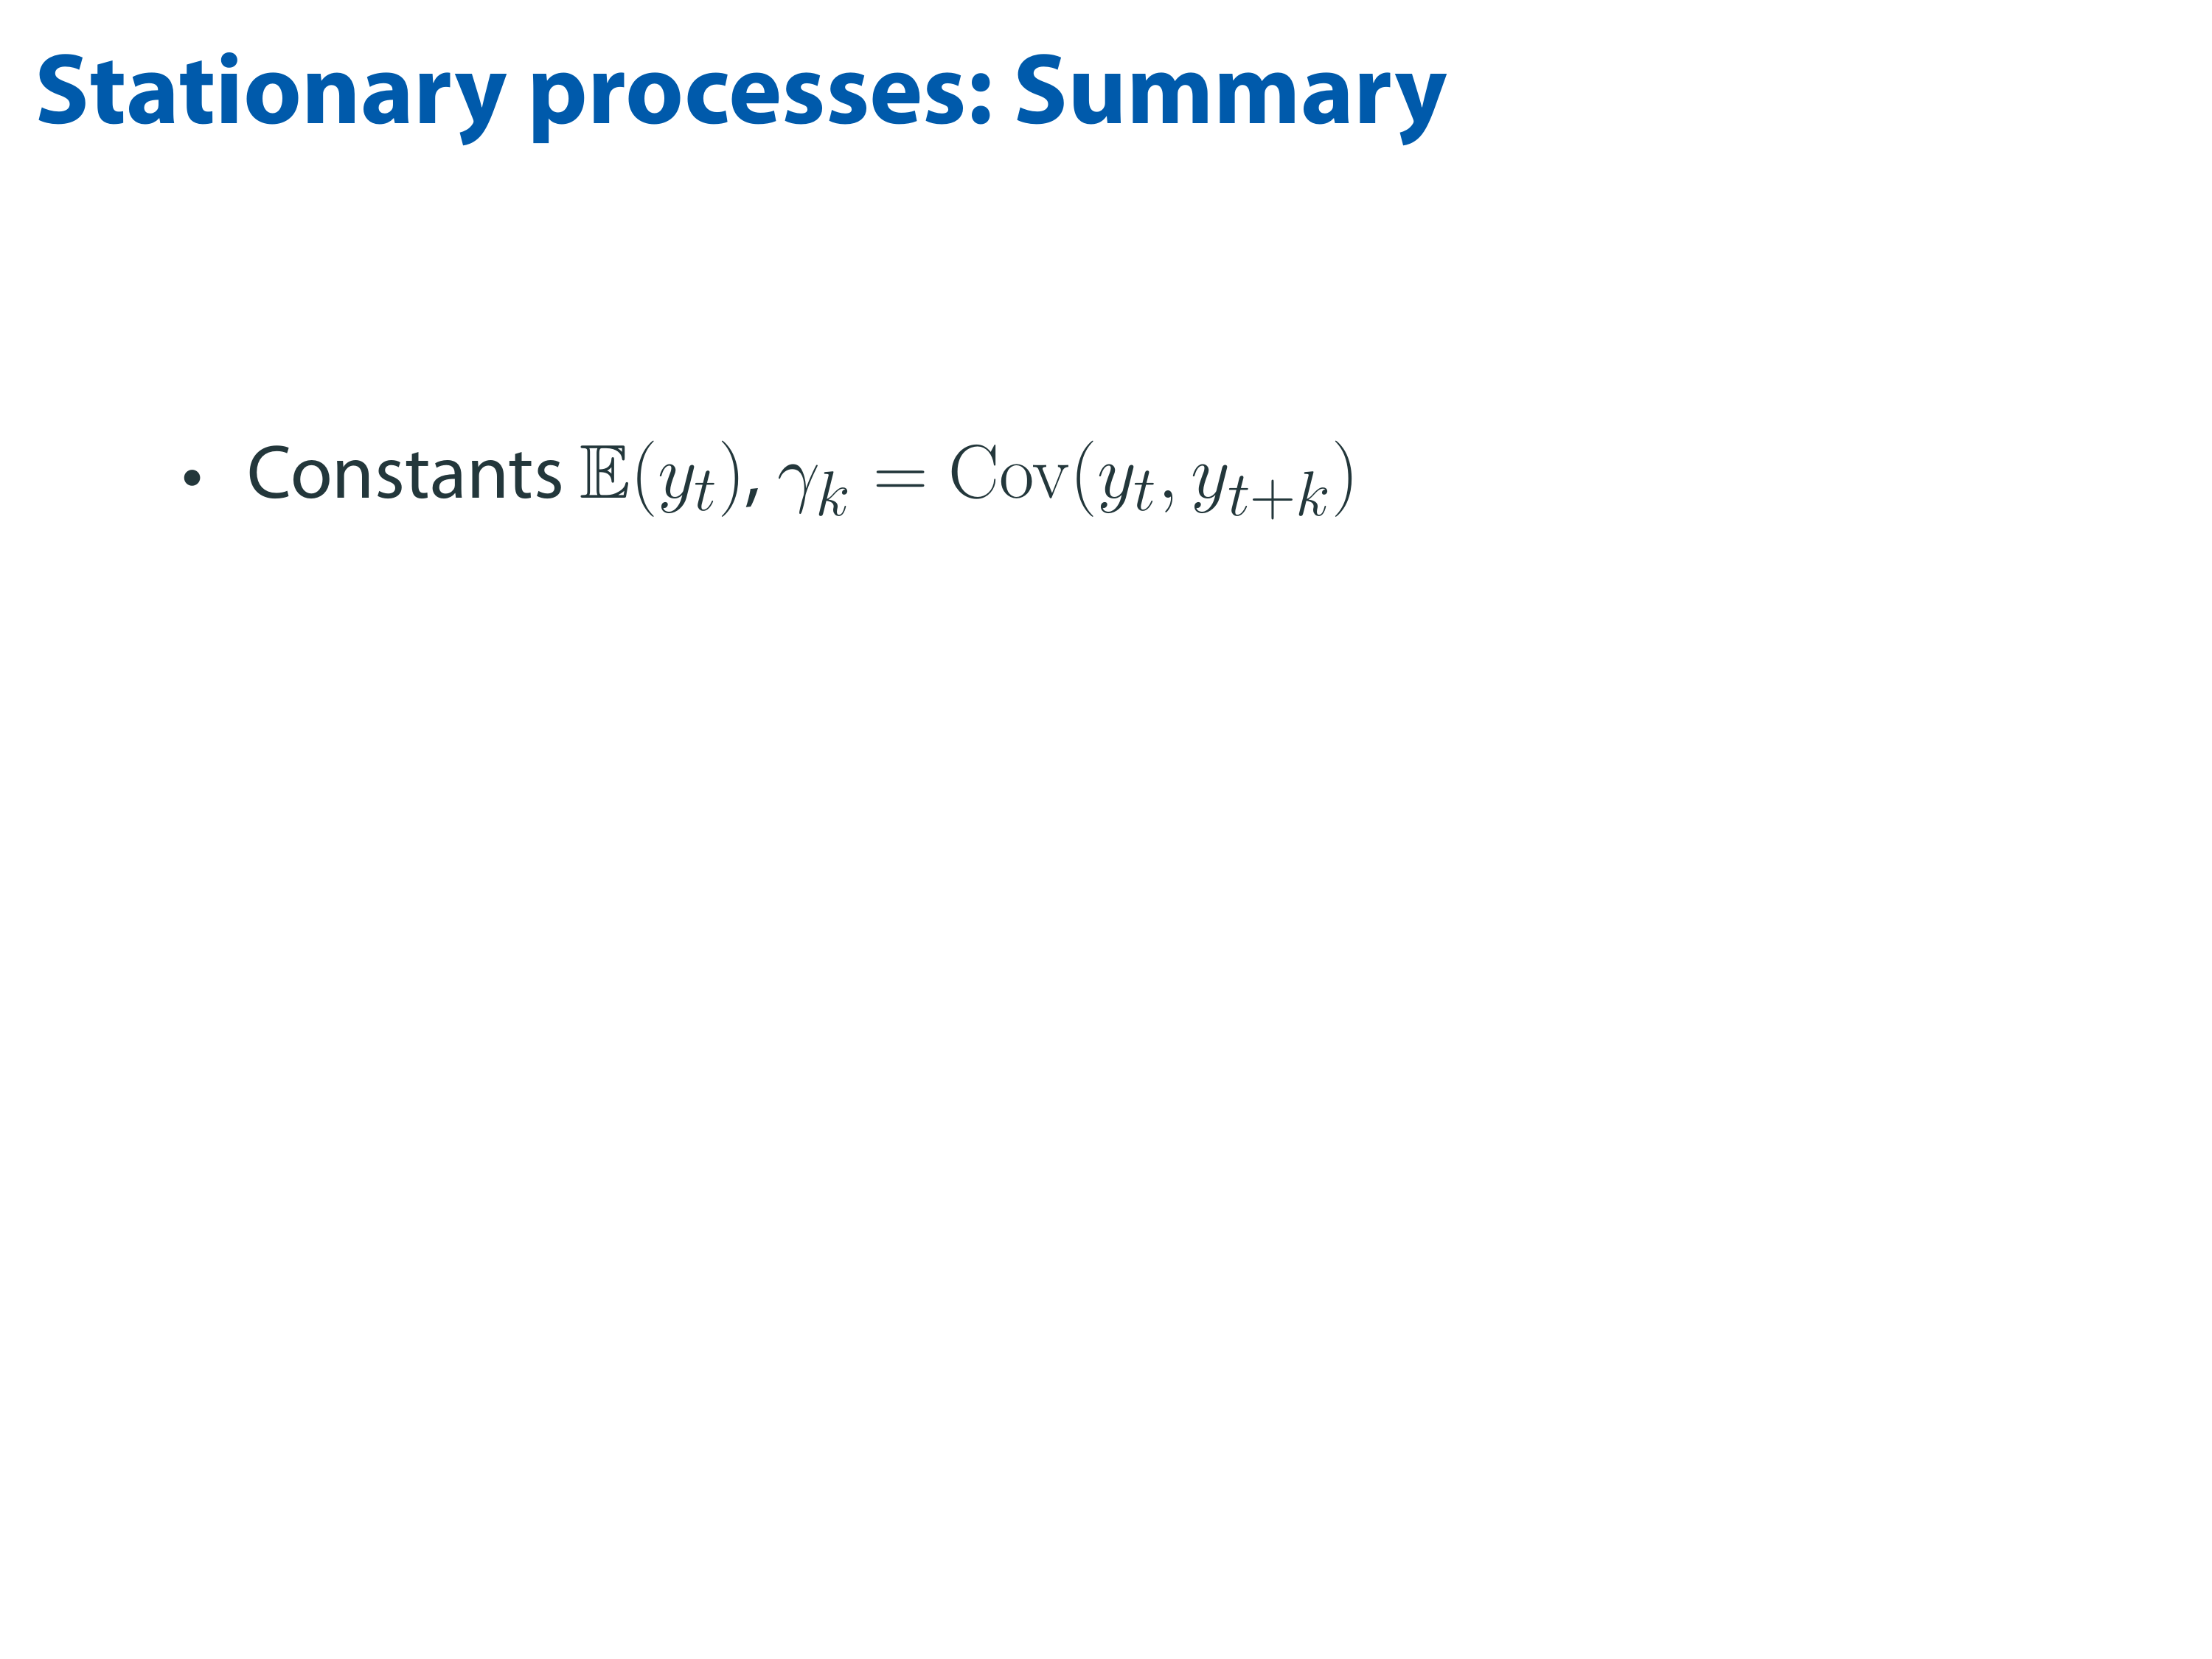 Stationary processes: Summary
• Constants 𝔼(y_t), γ_k = Cov(y_t, y_{t+k})